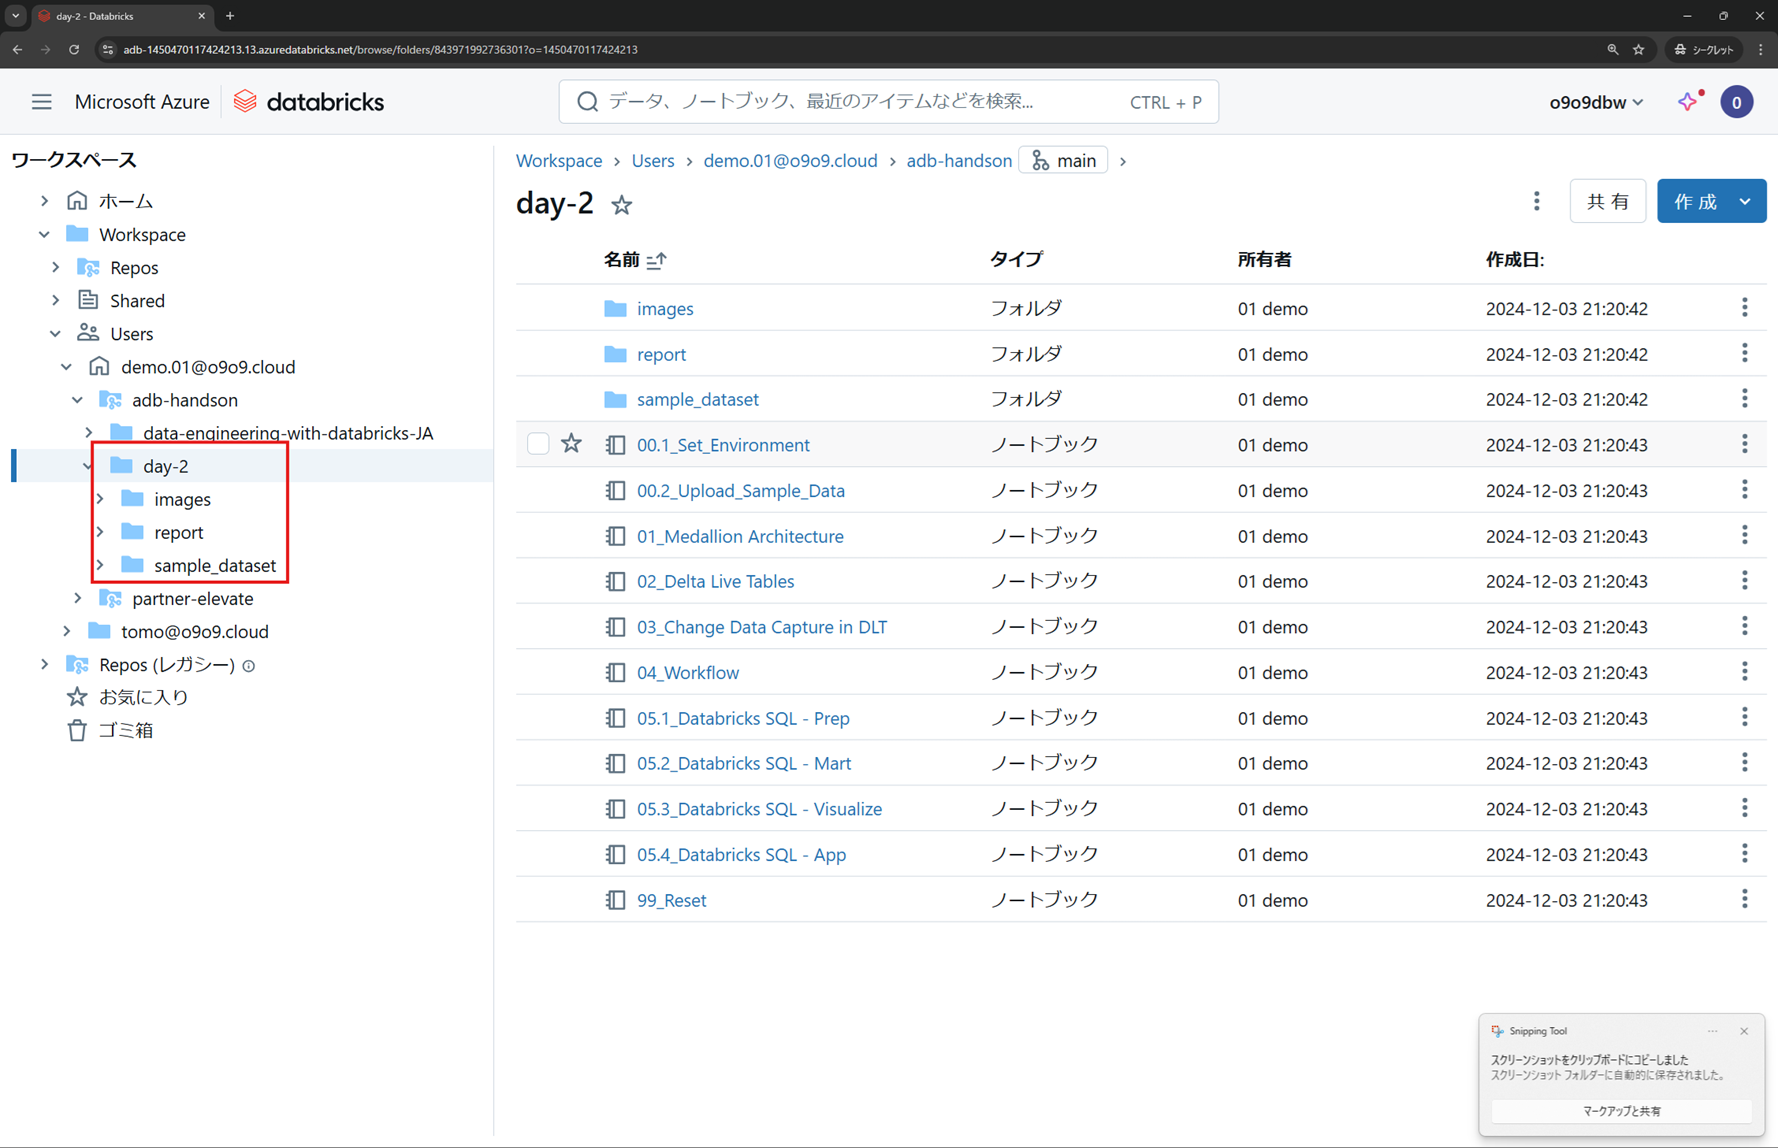 day-2 - Databricks
adb-1450470117424213.13.azuredatabricks.net/browse/folders/843971992736301?o=1450470117424213
シークレット
Microsoft Azure
databricks
データ、ノートブック、最近のアイテムなどを検索...
CTRL + P
o9o9dbw
0
ワークスペース
ホーム
Workspace
Repos
Shared
Users
demo.01@o9o9.cloud
adb-handson
data-engineering-with-databricks-JA
day-2
images
report
sample_dataset
partner-elevate
tomo@o9o9.cloud
Repos (レガシー)
お気に入り
ゴミ箱
Workspace > Users > demo.01@o9o9.cloud > adb-handson main >
day-2
共有
作成
名前 タイプ 所有者 作成日:
images フォルダ 01 demo 2024-12-03 21:20:42
report フォルダ 01 demo 2024-12-03 21:20:42
sample_dataset フォルダ 01 demo 2024-12-03 21:20:42
00.1_Set_Environment ノートブック 01 demo 2024-12-03 21:20:43
00.2_Upload_Sample_Data ノートブック 01 demo 2024-12-03 21:20:43
01_Medallion Architecture ノートブック 01 demo 2024-12-03 21:20:43
02_Delta Live Tables ノートブック 01 demo 2024-12-03 21:20:43
03_Change Data Capture in DLT ノートブック 01 demo 2024-12-03 21:20:43
04_Workflow ノートブック 01 demo 2024-12-03 21:20:43
05.1_Databricks SQL - Prep ノートブック 01 demo 2024-12-03 21:20:43
05.2_Databricks SQL - Mart ノートブック 01 demo 2024-12-03 21:20:43
05.3_Databricks SQL - Visualize ノートブック 01 demo 2024-12-03 21:20:43
05.4_Databricks SQL - App ノートブック 01 demo 2024-12-03 21:20:43
99_Reset ノートブック 01 demo 2024-12-03 21:20:43
Snipping Tool
スクリーンショットをクリップボードにコピーしました
スクリーンショット フォルダーに自動的に保存されました。
マークアップと共有